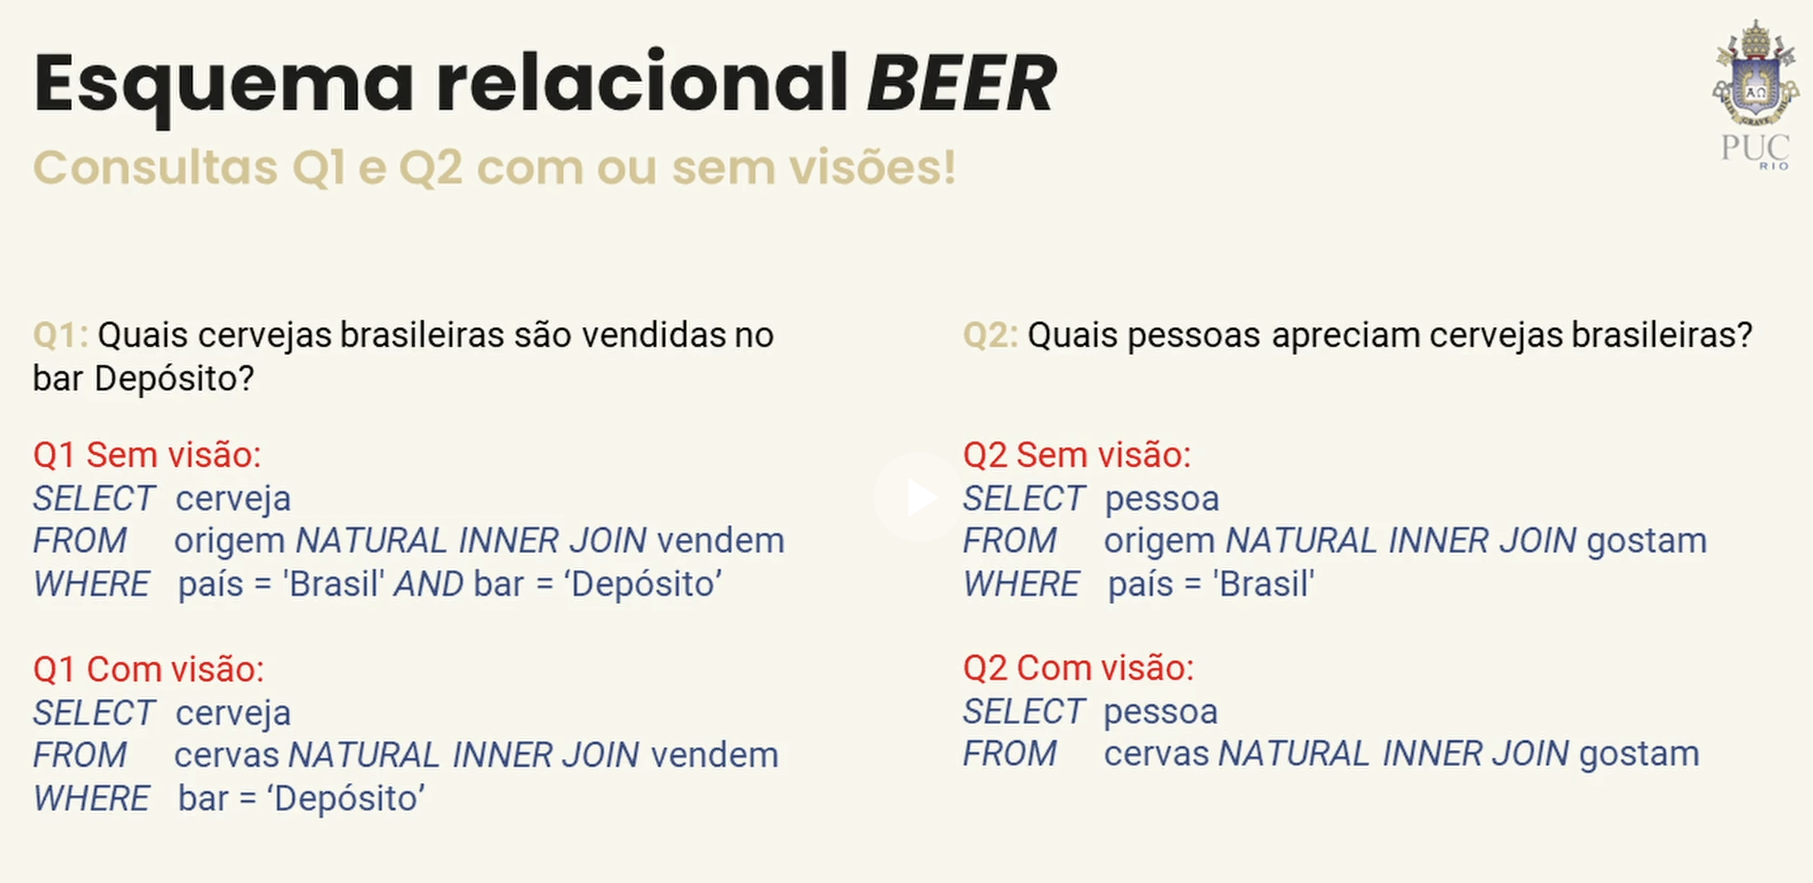 Esquema relacional BEER
Consultas Q1 e Q2 com ou sem visões!
AΩ
PUC
RIO
Q1: Quais cervejas brasileiras são vendidas no
bar Depósito?
Q1 Sem visão:
SELECT cerveja
FROM origem NATURAL INNER JOIN vendem
WHERE país = 'Brasil' AND bar = ‘Depósito’
Q1 Com visão:
SELECT cerveja
FROM cervas NATURAL INNER JOIN vendem
WHERE bar = ‘Depósito’
Q2: Quais pessoas apreciam cervejas brasileiras?
Q2 Sem visão:
SELECT pessoa
FROM origem NATURAL INNER JOIN gostam
WHERE país = 'Brasil'
Q2 Com visão:
SELECT pessoa
FROM cervas NATURAL INNER JOIN gostam